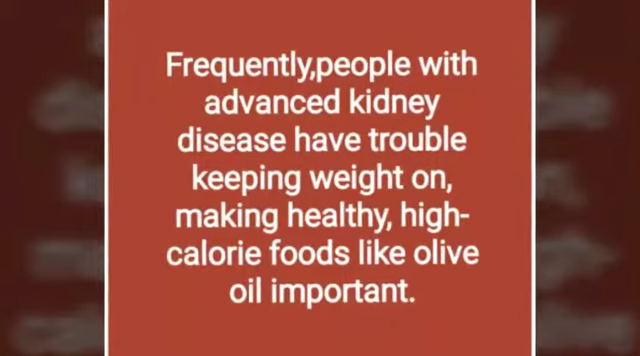 Frequently,people with
advanced kidney
disease have trouble
keeping weight on,
making healthy, high-
calorie foods like olive
oil important.